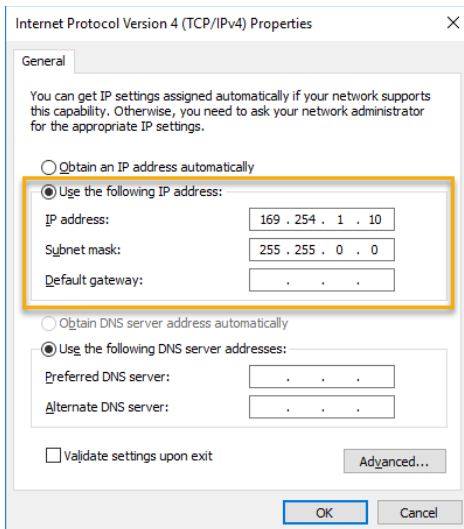 Internet Protocol Version 4 (TCP/IPv4) Properties
General
You can get IP settings assigned automatically if your network supports
this capability. Otherwise, you need to ask your network administrator
for the appropriate IP settings.
Obtain an IP address automatically
Use the following IP address:
IP address: 169 . 254 . 1 . 10
Subnet mask: 255 . 255 . 0 . 0
Default gateway: . . .
Obtain DNS server address automatically
Use the following DNS server addresses:
Preferred DNS server: . . .
Alternate DNS server: . . .
Validate settings upon exit
Advanced...
OK Cancel